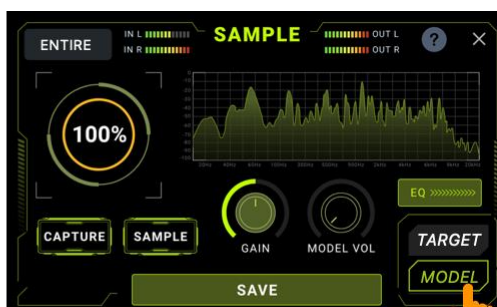 ENTIRE
IN L
IN R
SAMPLE
OUT L
OUT R
?
100%
EQ
CAPTURE
SAMPLE
GAIN
MODEL VOL
TARGET
MODEL
SAVE